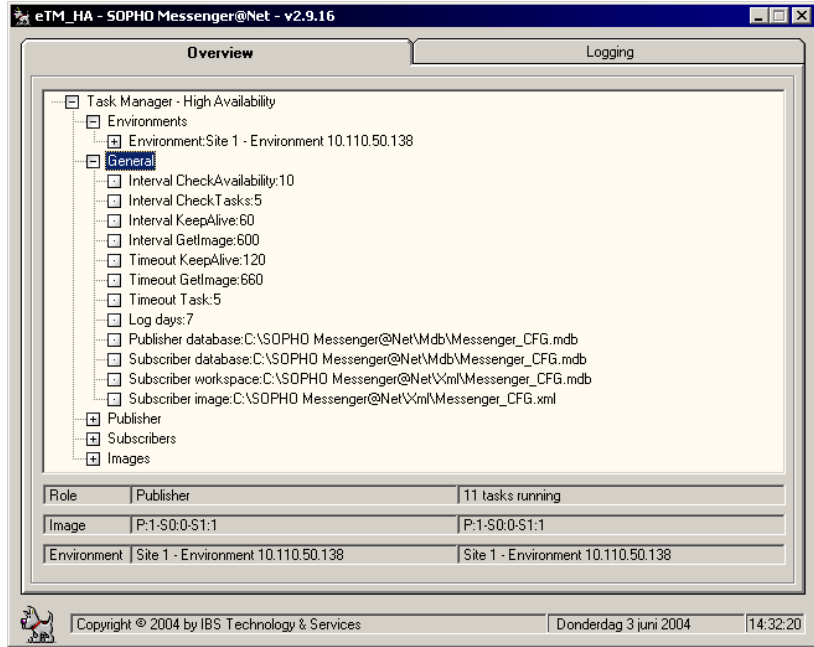 eTM_HA - SOPHO Messenger@Net - v2.9.16
Overview
Logging
Task Manager - High Availability
Environments
Environment:Site 1 - Environment 10.110.50.138
General
Interval CheckAvailability:10
Interval CheckTasks:5
Interval KeepAlive:60
Interval GetImage:600
Timeout KeepAlive:120
Timeout GetImage:660
Timeout Task:5
Log days:7
Publisher database:C:\SOPHO Messenger@Net\Mdb\Messenger_CFG.mdb
Subscriber database:C:\SOPHO Messenger@Net\Mdb\Messenger_CFG.mdb
Subscriber workspace:C:\SOPHO Messenger@Net\Xml\Messenger_CFG.mdb
Subscriber image:C:\SOPHO Messenger@Net\Xml\Messenger_CFG.xml
Publisher
Subscribers
Images
Role Publisher 11 tasks running
Image P:1-S0:0-S1:1 P:1-S0:0-S1:1
Environment Site 1 - Environment 10.110.50.138 Site 1 - Environment 10.110.50.138
Copyright © 2004 by IBS Technology & Services Donderdag 3 juni 2004 14:32:20